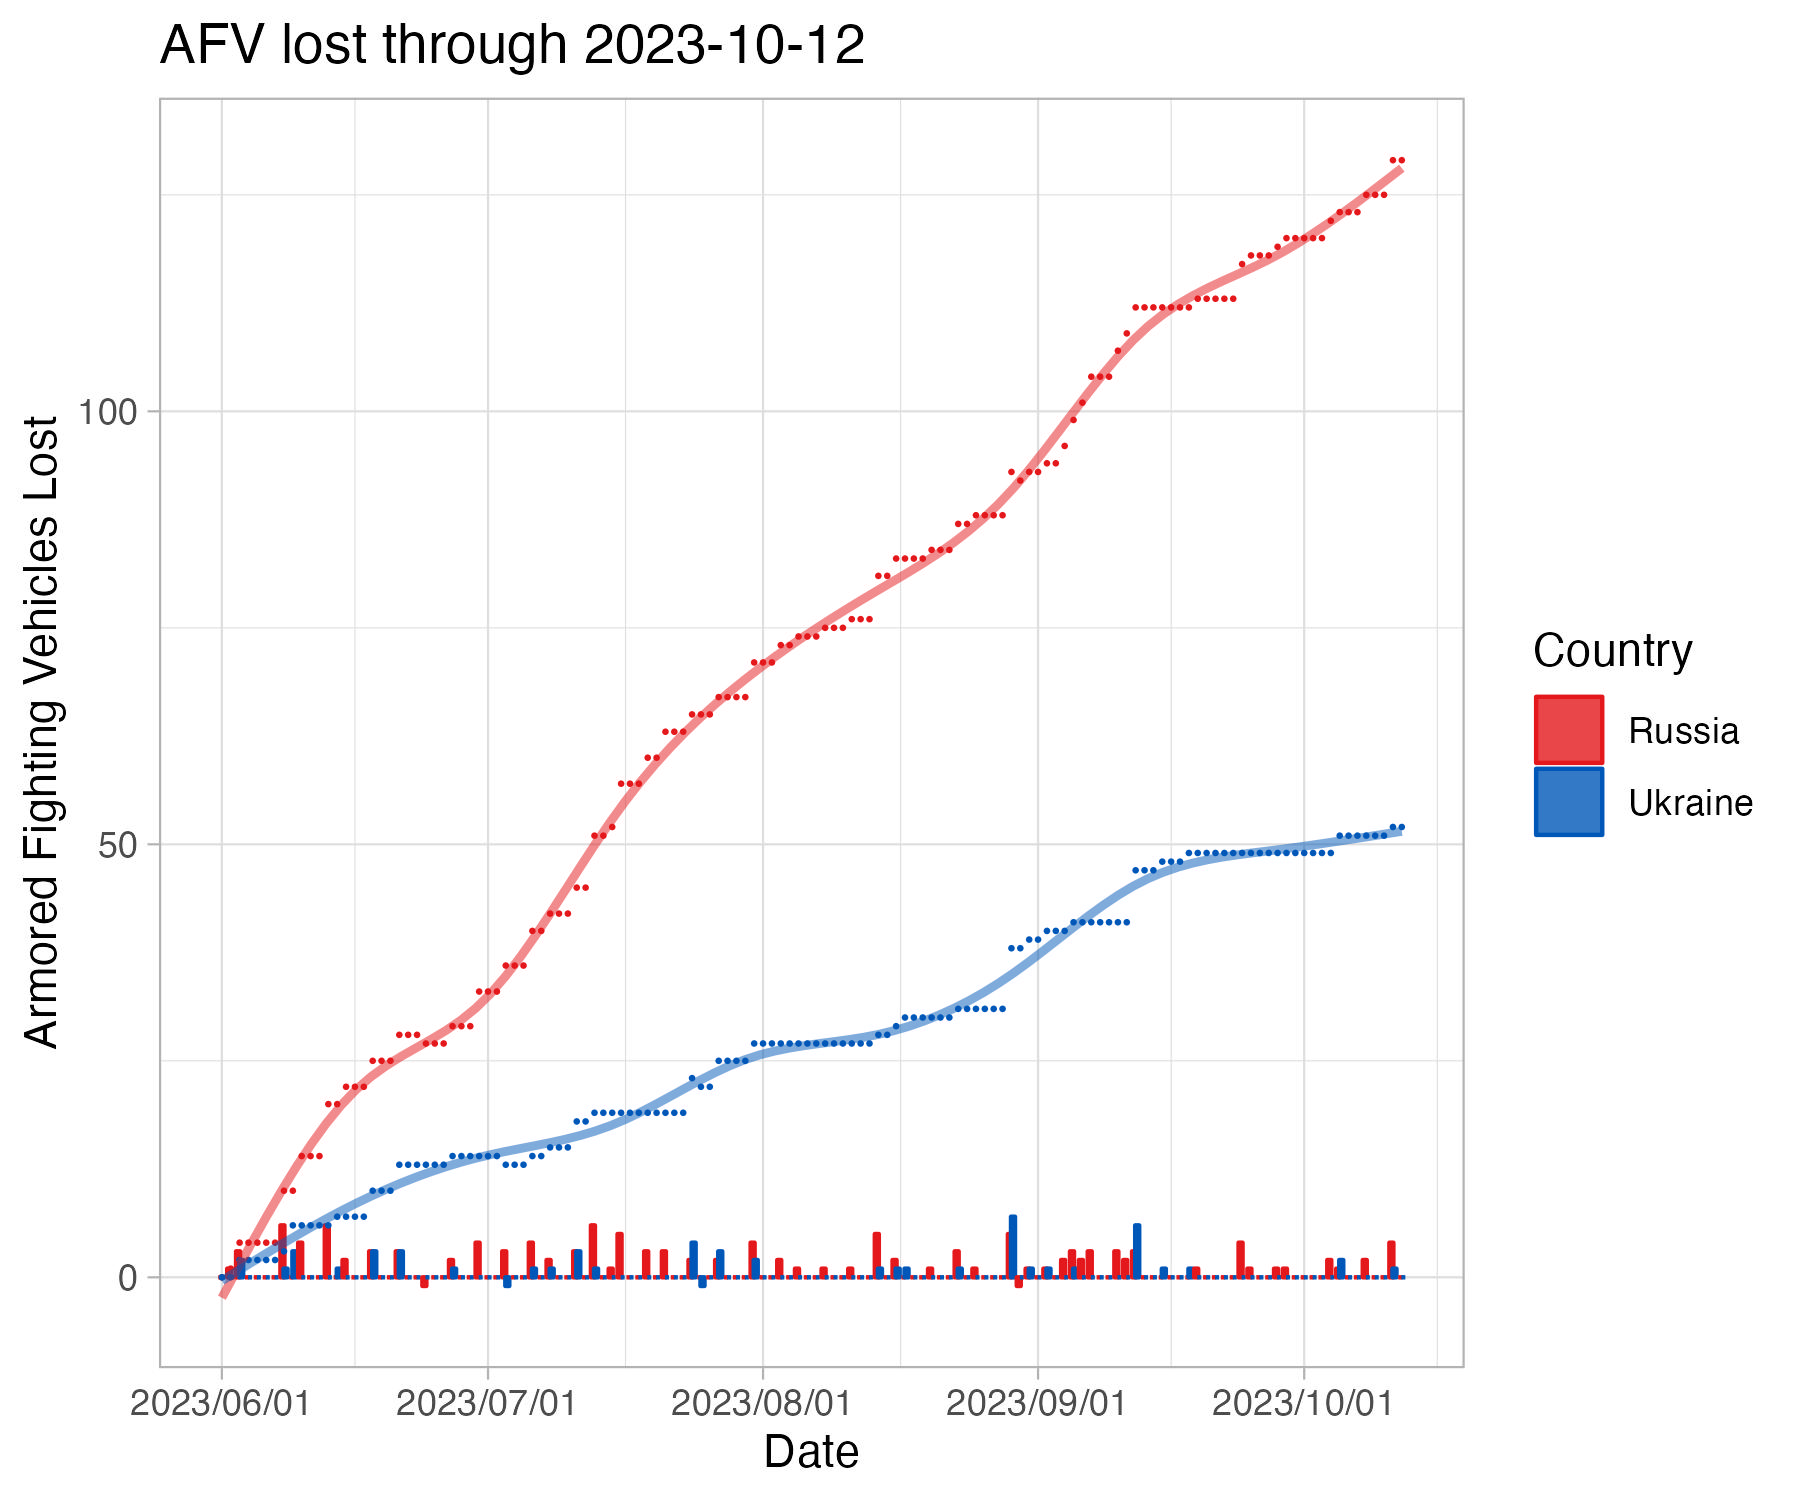 AFV lost through 2023-10-12
Armored Fighting Vehicles Lost
100
50
0
2023/06/01
2023/07/01
2023/08/01
2023/09/01
2023/10/01
Date
Country
Russia
Ukraine